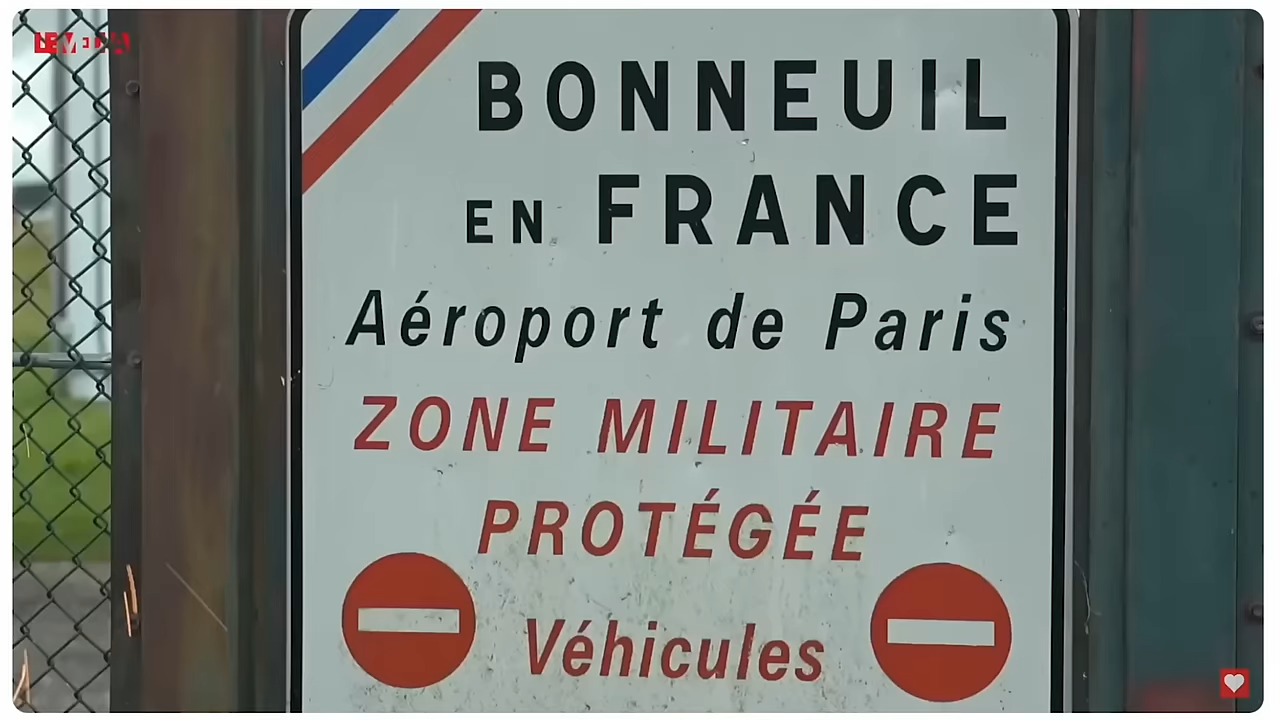 BONNEUIL
EN FRANCE
Aéroport de Paris
ZONE MILITAIRE
PROTÉGÉE
Véhicules